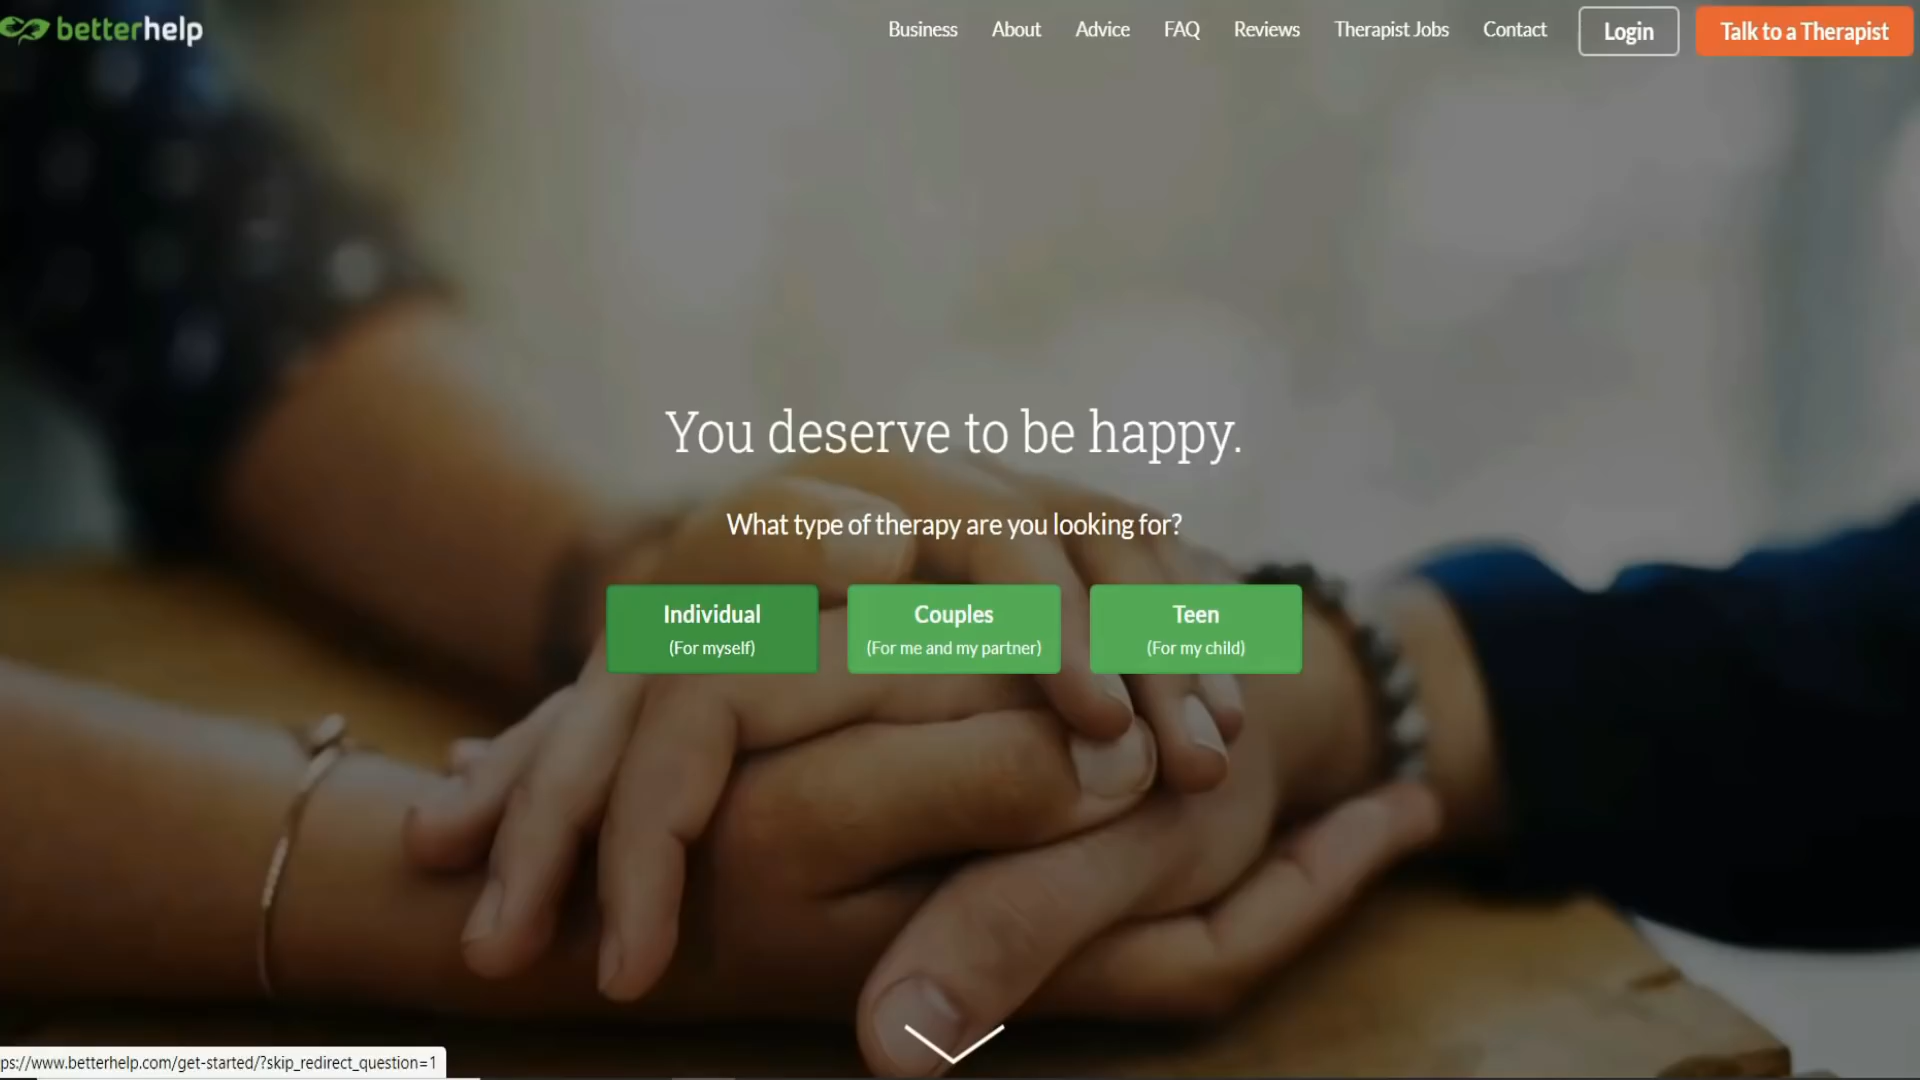 betterhelp
Business About Advice FAQ Reviews Therapist Jobs Contact Login Talk to a Therapist
You deserve to be happy.
What type of therapy are you looking for?
Individual Couples Teen
(For myself) (For me and my partner) (For my child)
ps://www.betterhelp.com/get-started/?skip_redirect_question=1